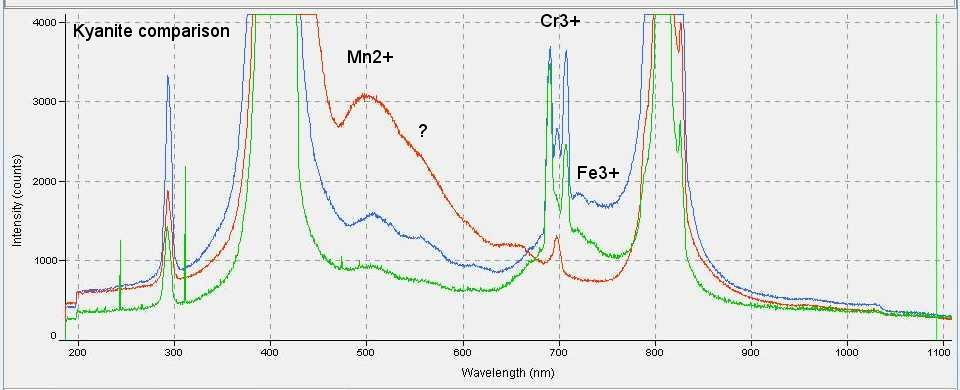 Kyanite comparison
Cr3+
Mn2+
?
Fe3+
4000
3000
2000
1000
0
Intensity (counts)
200 300 400 500 600 700 800 900 1000 1100
Wavelength (nm)